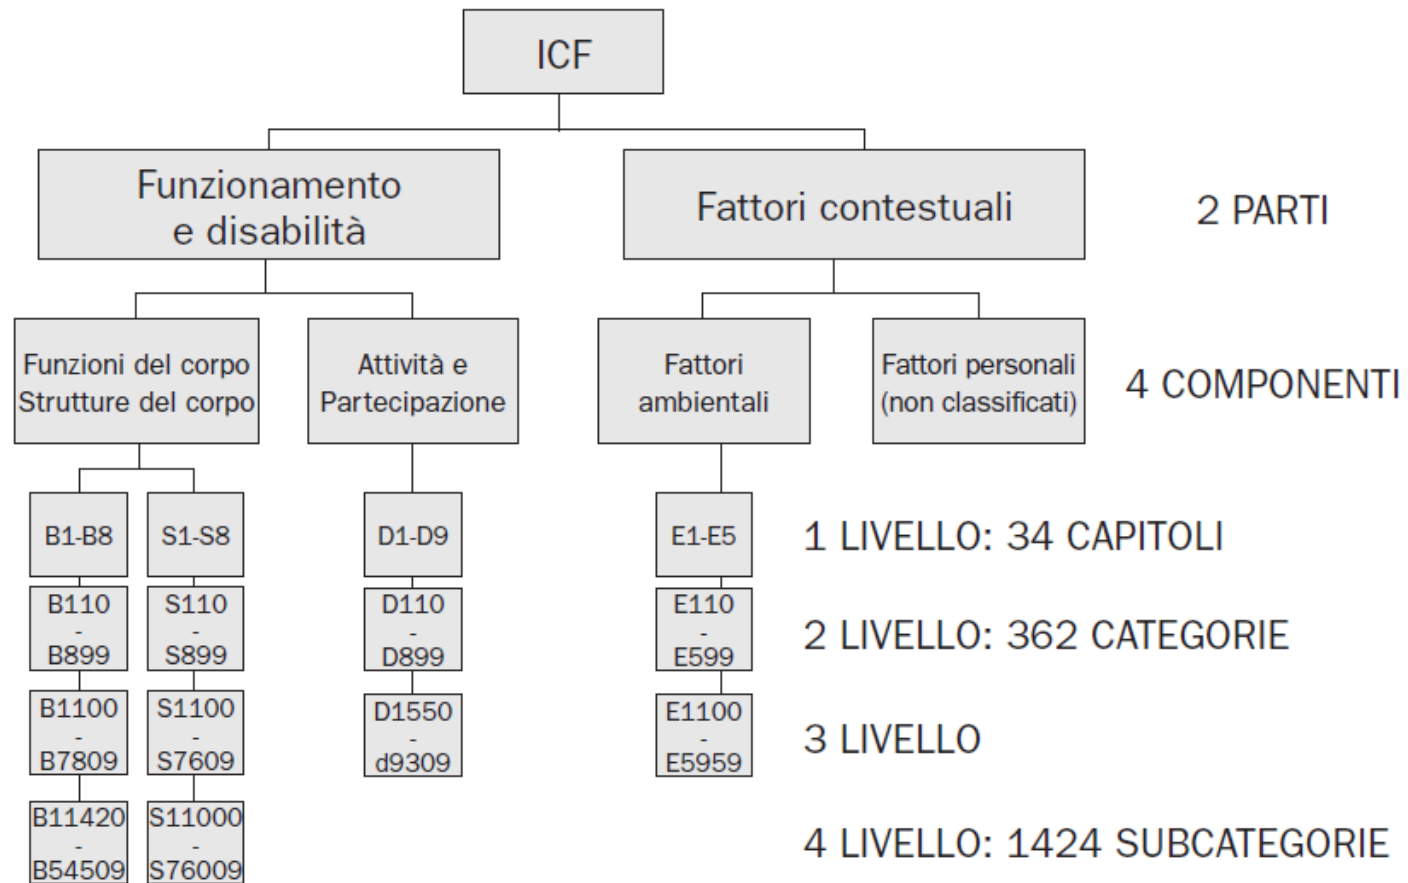 ICF
Funzionamento
e disabilità
Fattori contestuali
2 PARTI
Funzioni del corpo
Strutture del corpo
Attività e
Partecipazione
Fattori
ambientali
Fattori personali
(non classificati)
4 COMPONENTI
B1-B8
S1-S8
D1-D9
E1-E5
1 LIVELLO: 34 CAPITOLI
B110
-
B899
S110
-
S899
D110
-
D899
E110
-
E599
2 LIVELLO: 362 CATEGORIE
B1100
-
B7809
S1100
-
S7609
D1550
-
d9309
E1100
-
E5959
3 LIVELLO
B11420
-
B54509
S11000
-
S76009
4 LIVELLO: 1424 SUBCATEGORIE